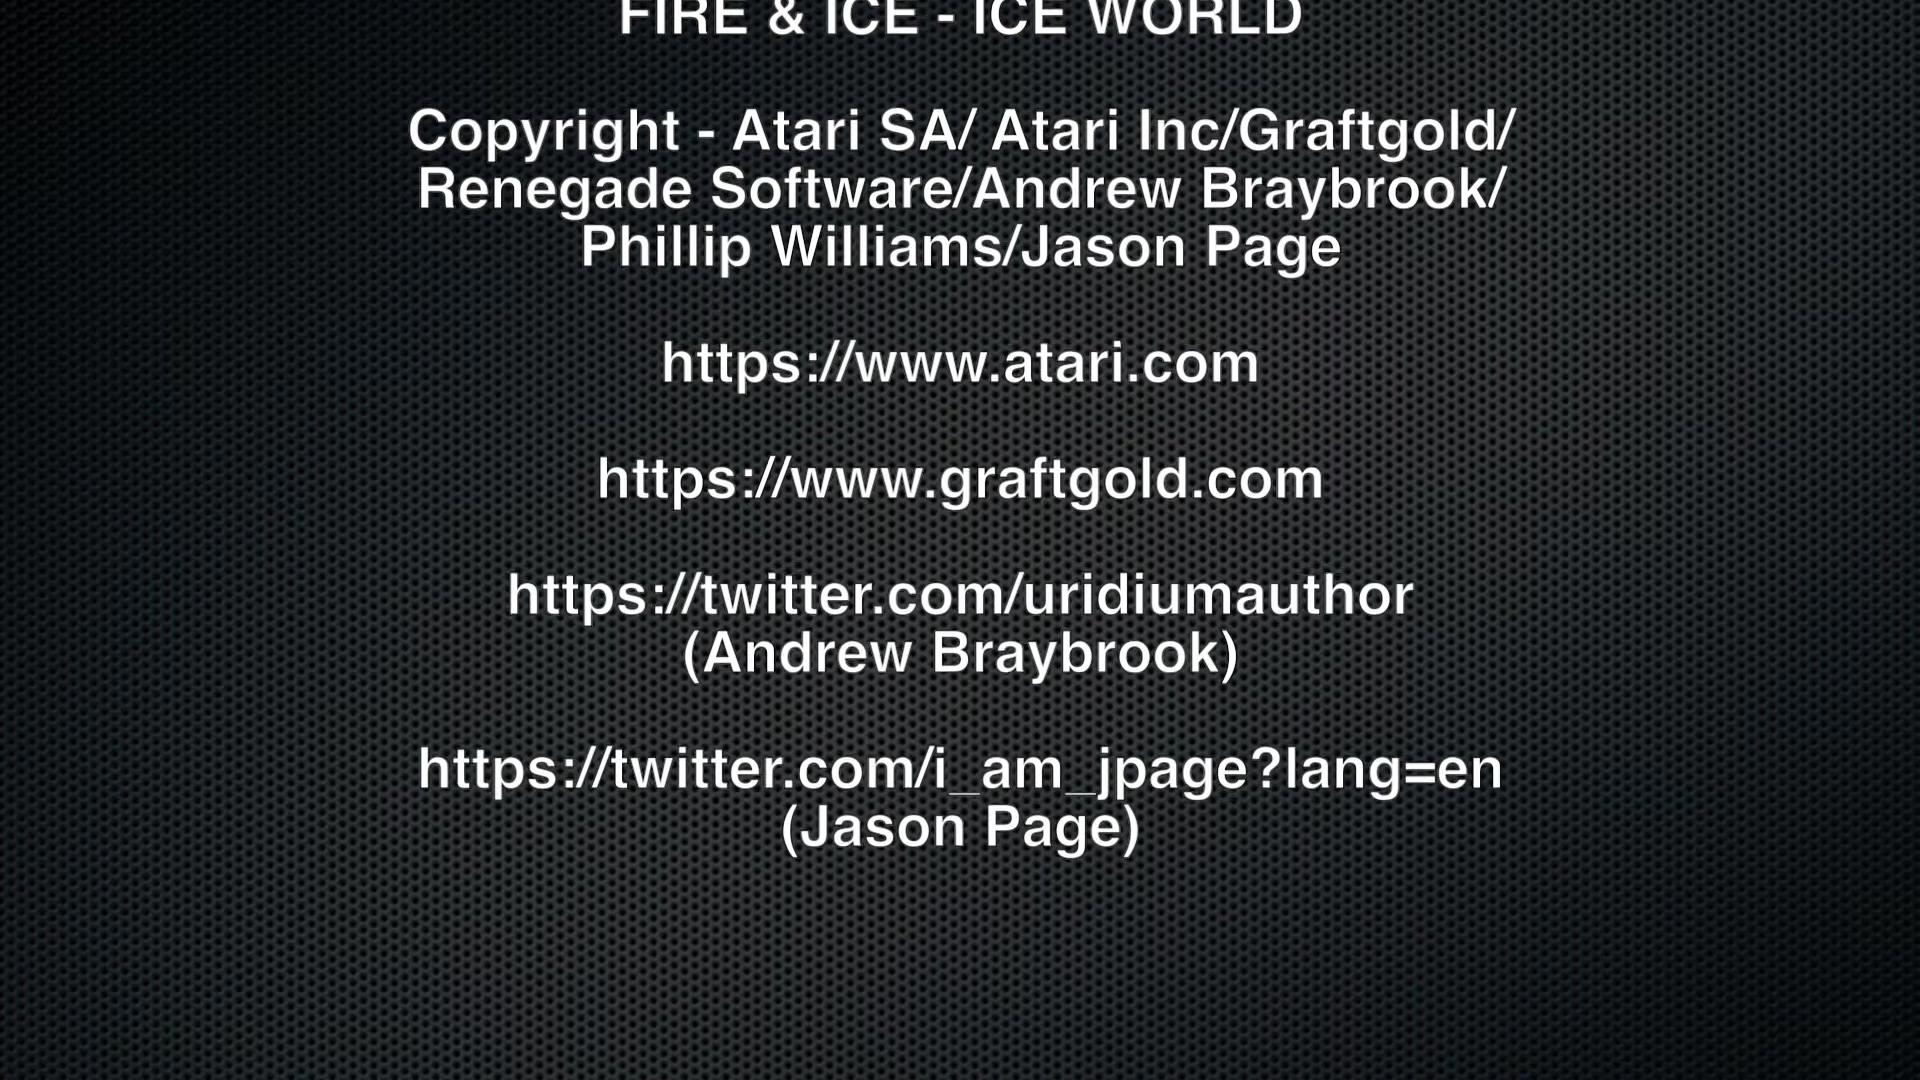 FIRE & ICE - ICE WORLD
Copyright - Atari SA/ Atari Inc/Graftgold/
Renegade Software/Andrew Braybrook/
Phillip Williams/Jason Page
https://www.atari.com
https://www.graftgold.com
https://twitter.com/uridiumauthor
(Andrew Braybrook)
https://twitter.com/i_am_jpage?lang=en
(Jason Page)